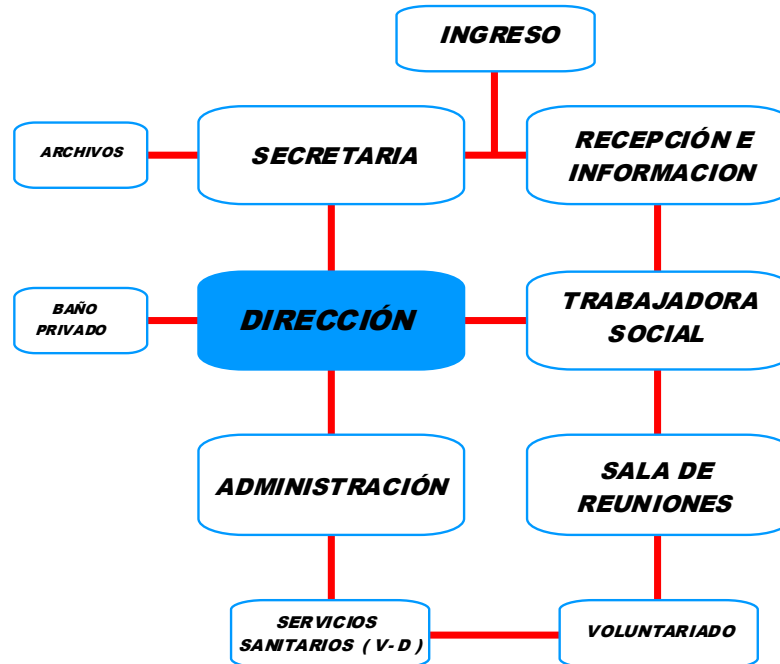 INGRESO
ARCHIVOS
SECRETARIA
RECEPCIÓN E
INFORMACION
BAÑO
PRIVADO
DIRECCIÓN
TRABAJADORA
SOCIAL
ADMINISTRACIÓN
SALA DE
REUNIONES
SERVICIOS
SANITARIOS ( V- D )
VOLUNTARIADO